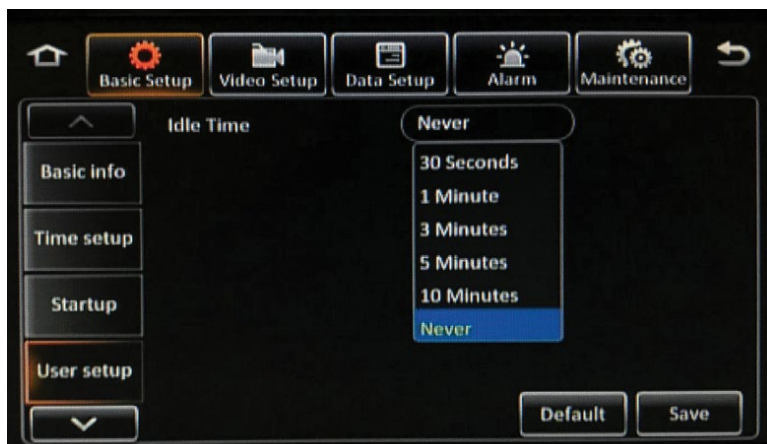 Basic Setup
Video Setup
Data Setup
Alarm
Maintenance
Idle Time
Never
Basic info
Time setup
Startup
User setup
30 Seconds
1 Minute
3 Minutes
5 Minutes
10 Minutes
Never
Default
Save